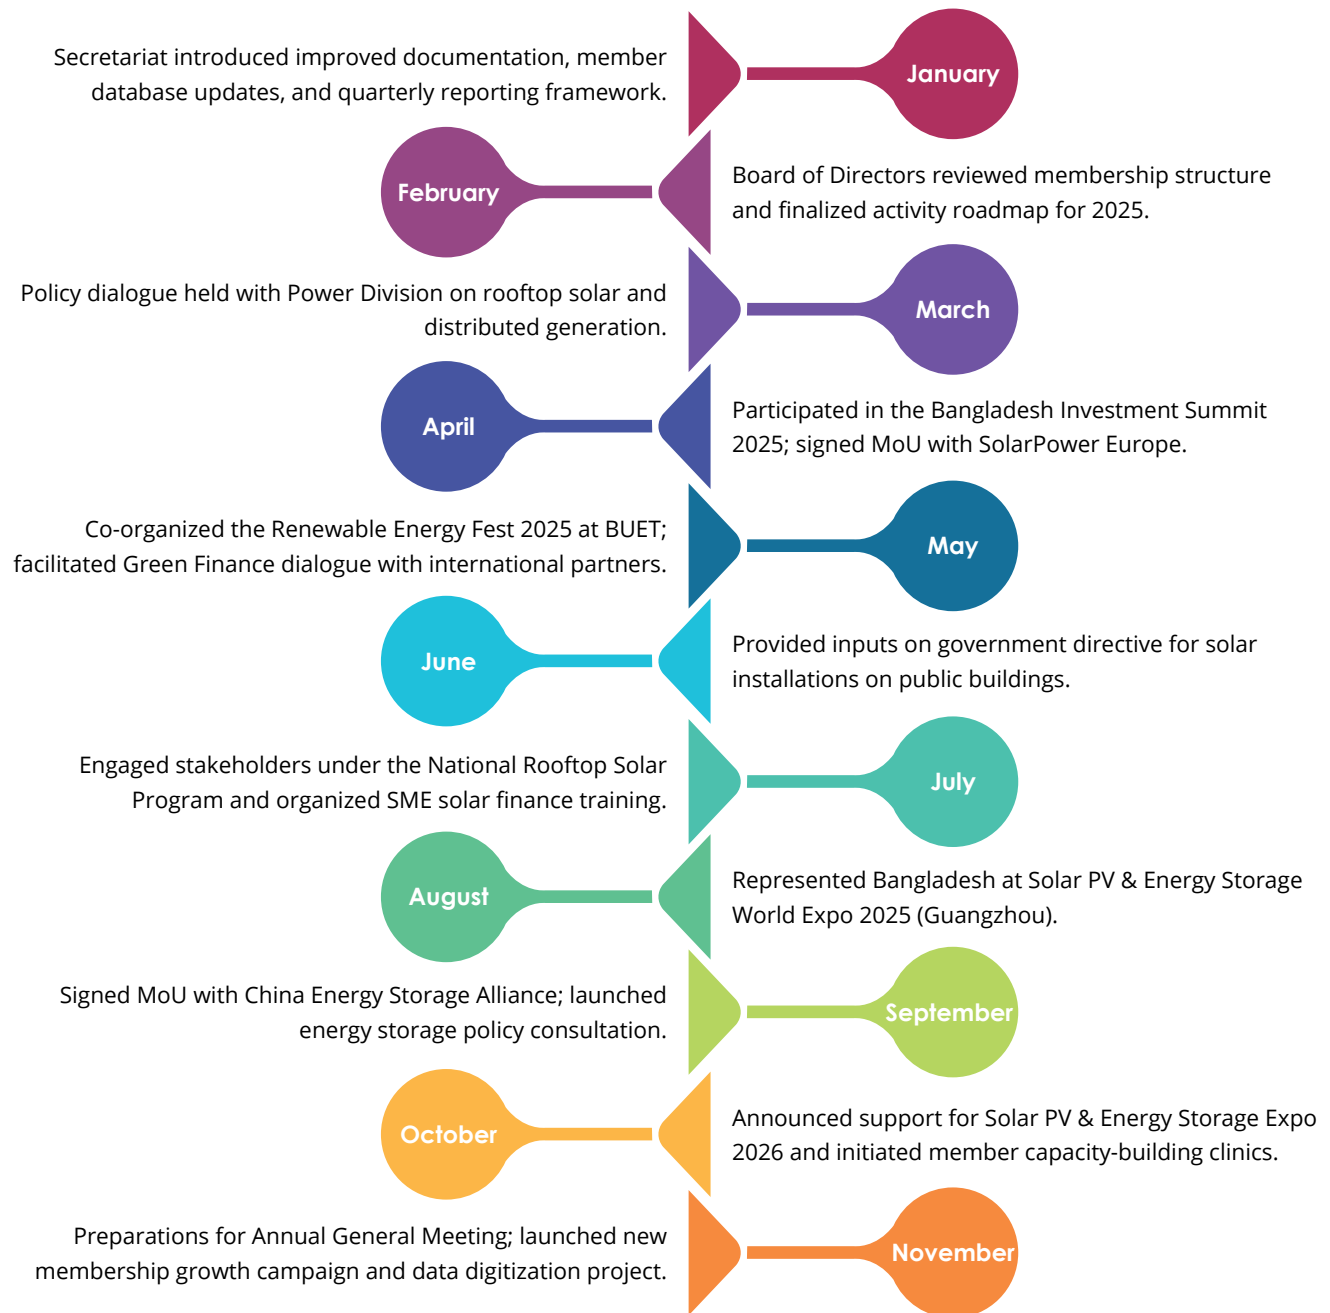 Secretariat introduced improved documentation, member
database updates, and quarterly reporting framework.
January
February
Board of Directors reviewed membership structure
and finalized activity roadmap for 2025.
Policy dialogue held with Power Division on rooftop solar and
distributed generation.
March
April
Participated in the Bangladesh Investment Summit
2025; signed MoU with SolarPower Europe.
Co-organized the Renewable Energy Fest 2025 at BUET;
facilitated Green Finance dialogue with international partners.
May
June
Provided inputs on government directive for solar
installations on public buildings.
Engaged stakeholders under the National Rooftop Solar
Program and organized SME solar finance training.
July
August
Represented Bangladesh at Solar PV & Energy Storage
World Expo 2025 (Guangzhou).
Signed MoU with China Energy Storage Alliance; launched
energy storage policy consultation.
September
October
Announced support for Solar PV & Energy Storage Expo
2026 and initiated member capacity-building clinics.
Preparations for Annual General Meeting; launched new
membership growth campaign and data digitization project.
November